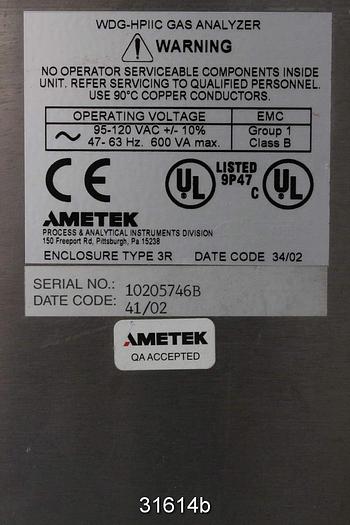 WDG-HPIIC GAS ANALYZER
WARNING
NO OPERATOR SERVICEABLE COMPONENTS INSIDE
UNIT. REFER SERVICING TO QUALIFIED PERSONNEL.
USE 90°C COPPER CONDUCTORS.
OPERATING VOLTAGE EMC
95-120 VAC +/- 10% Group 1
47- 63 Hz. 600 VA max. Class B
CE UL LISTED UL
9P47
C
AMETEK
PROCESS & ANALYTICAL INSTRUMENTS DIVISION
150 Freeport Rd, Pittsburgh, Pa 15238
ENCLOSURE TYPE 3R DATE CODE 34/02
SERIAL NO.: 10205746B
DATE CODE: 41/02
AMETEK
QA ACCEPTED
31614b